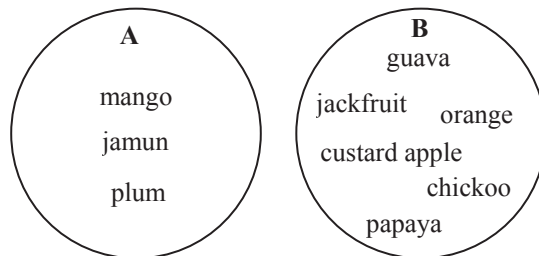 A
mango
jamun
plum
B
guava
jackfruit
orange
custard apple
chickoo
papaya